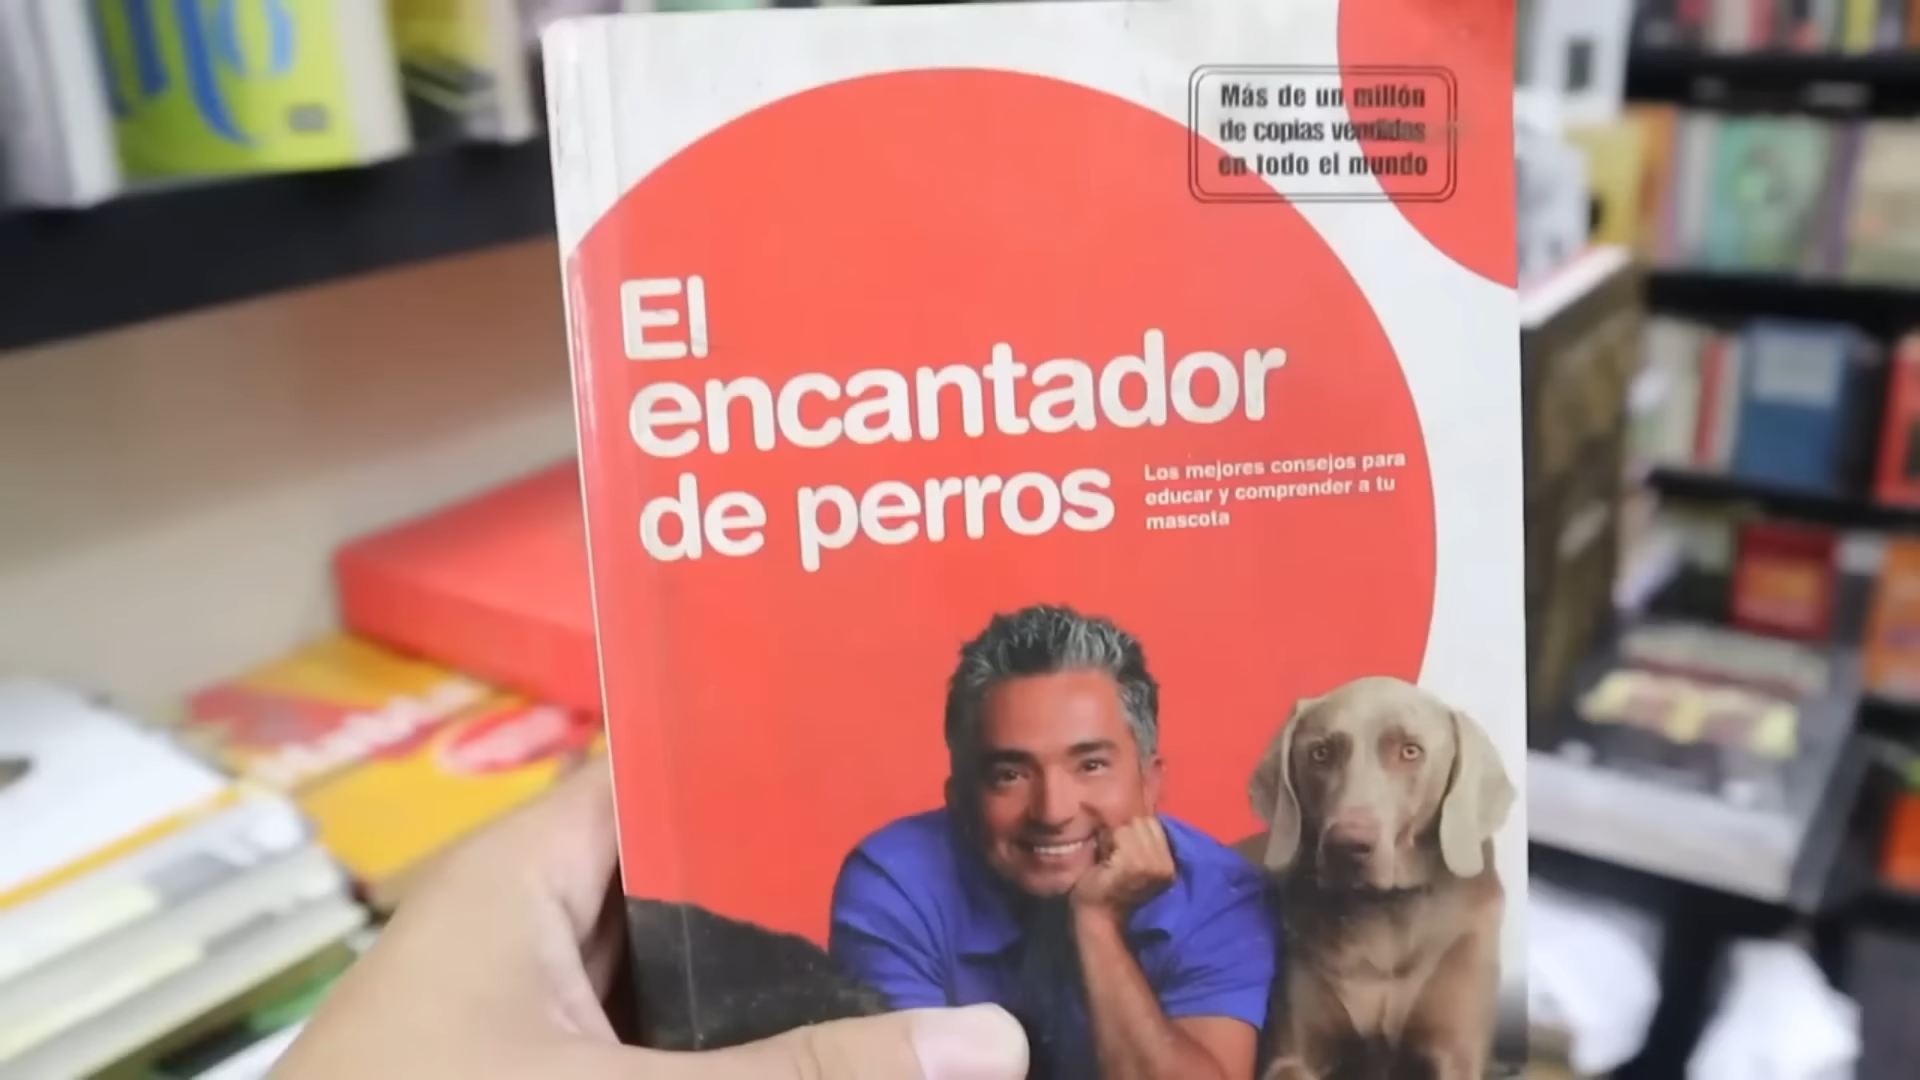 Más de un millón
de copias vendidas
en todo el mundo
El
encantador
de perros
Los mejores consejos para
educar y comprender a tu
mascota